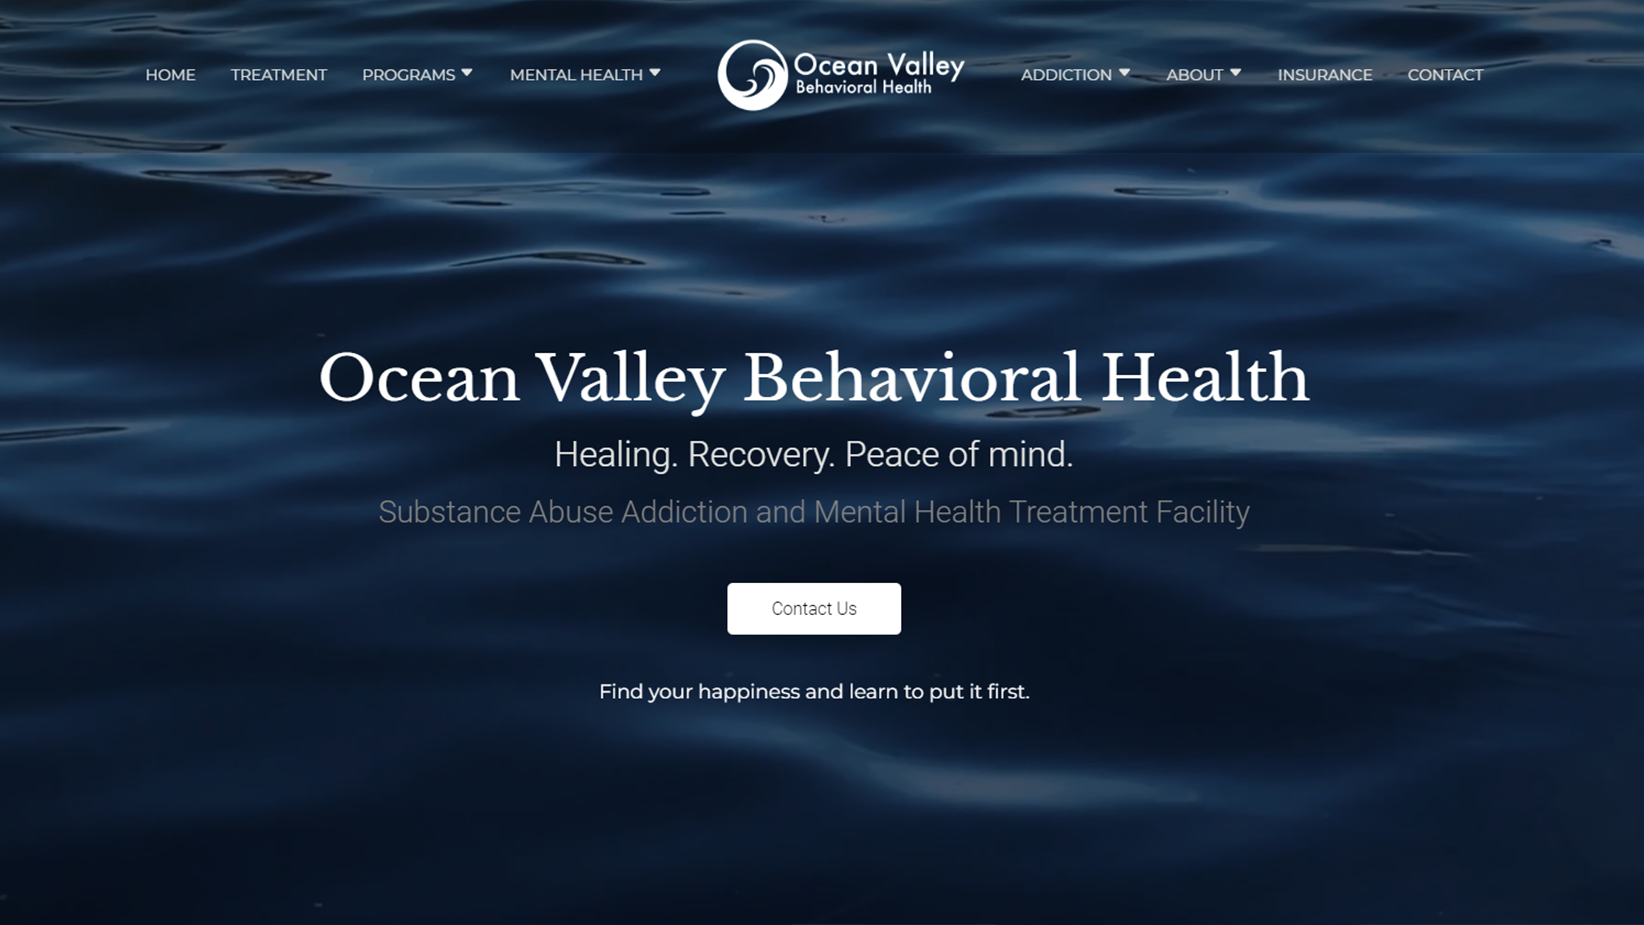 HOME TREATMENT PROGRAMS MENTAL HEALTH Ocean Valley ADDICTION ABOUT INSURANCE CONTACT
Behavioral Health
Ocean Valley Behavioral Health
Healing. Recovery. Peace of mind.
Substance Abuse Addiction and Mental Health Treatment Facility
Contact Us
Find your happiness and learn to put it first.